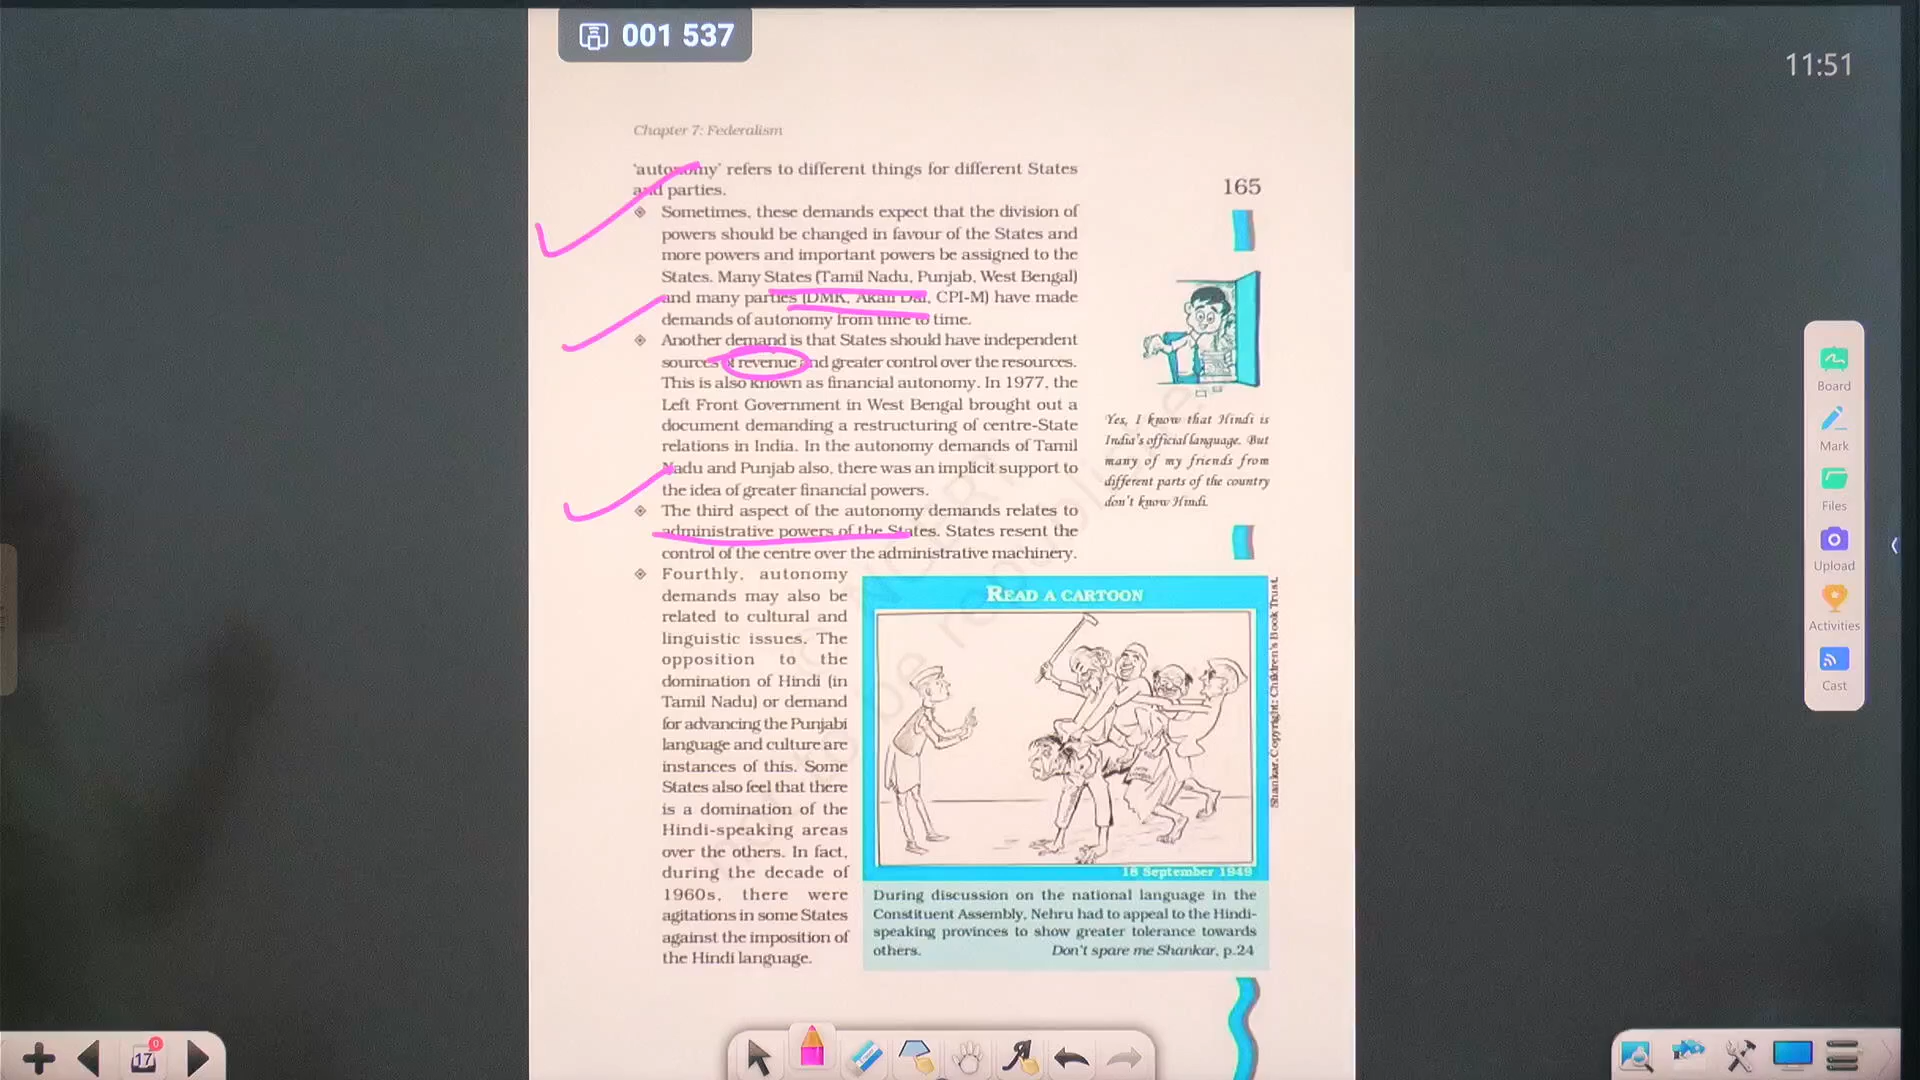 001 537
11:51
Chapter 7: Federalism
'autonomy' refers to different things for different States
and parties.
165
Sometimes, these demands expect that the division of
powers should be changed in favour of the States and
more powers and important powers be assigned to the
States. Many States (Tamil Nadu, Punjab, West Bengal)
and many parties (DMK, Akali Dal, CPI-M) have made
demands of autonomy from time to time.
Another demand is that States should have independent
sources of revenue and greater control over the resources.
This is also known as financial autonomy. In 1977, the
Left Front Government in West Bengal brought out a
document demanding a restructuring of centre-State
relations in India. In the autonomy demands of Tamil
Nadu and Punjab also, there was an implicit support to
the idea of greater financial powers.
The third aspect of the autonomy demands relates to
administrative powers of the States. States resent the
control of the centre over the administrative machinery.
Fourthly, autonomy
demands may also be
related to cultural and
linguistic issues. The
opposition to the
domination of Hindi (in
Tamil Nadu) or demand
for advancing the Punjabi
language and culture are
instances of this. Some
States also feel that there
is a domination of the
Hindi-speaking areas
over the others. In fact,
during the decade of
1960s, there were
agitations in some States
against the imposition of
the Hindi language.
Yes, I know that Hindi is
India's official language. But
many of my friends from
different parts of the country
don't know Hindi.
READ A CARTOON
Shankar. Copyright: Children's Book Trust.
18 September 1949
During discussion on the national language in the
Constituent Assembly, Nehru had to appeal to the Hindi-
speaking provinces to show greater tolerance towards
others. Don't spare me Shankar, p.24
Board
Mark
Files
Upload
Activities
Cast
17
0